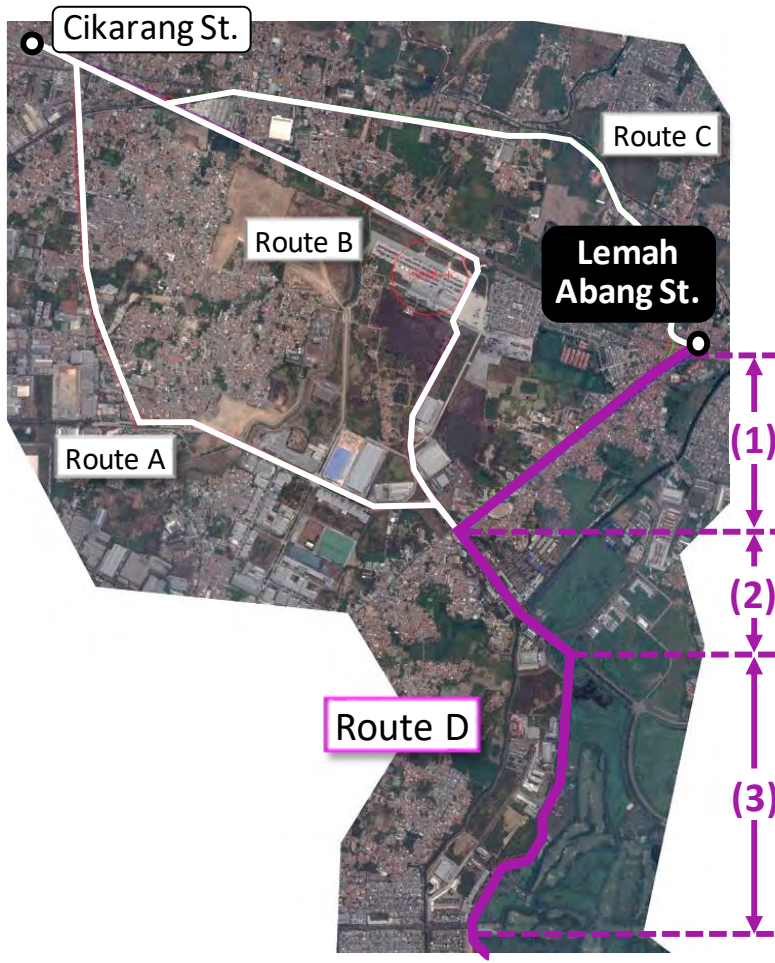 Cikarang St.
Route C
Route B
Lemah
Abang St.
(1)
Route A
(2)
Route D
(3)